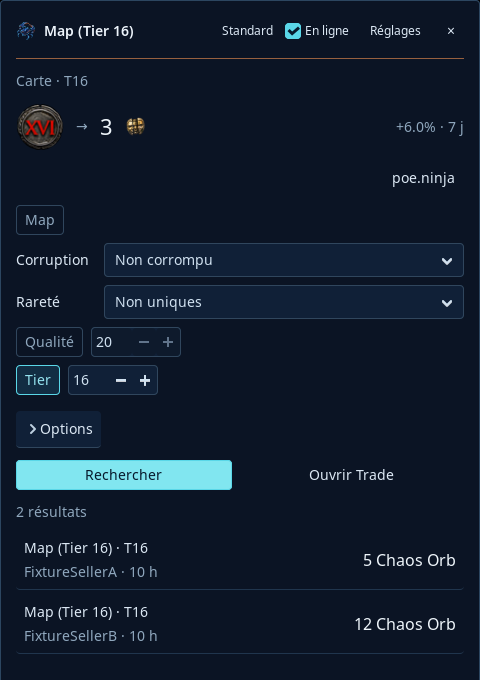 Map (Tier 16) Standard En ligne Réglages ×
Carte · T16
XVI → 3 +6.0% · 7 j
poe.ninja
Map
Corruption Non corrompu
Rareté Non uniques
Qualité 20 − +
Tier 16 − +
Options
Rechercher Ouvrir Trade
2 résultats
Map (Tier 16) · T16
5 Chaos Orb
FixtureSellerA · 10 h
Map (Tier 16) · T16
12 Chaos Orb
FixtureSellerB · 10 h